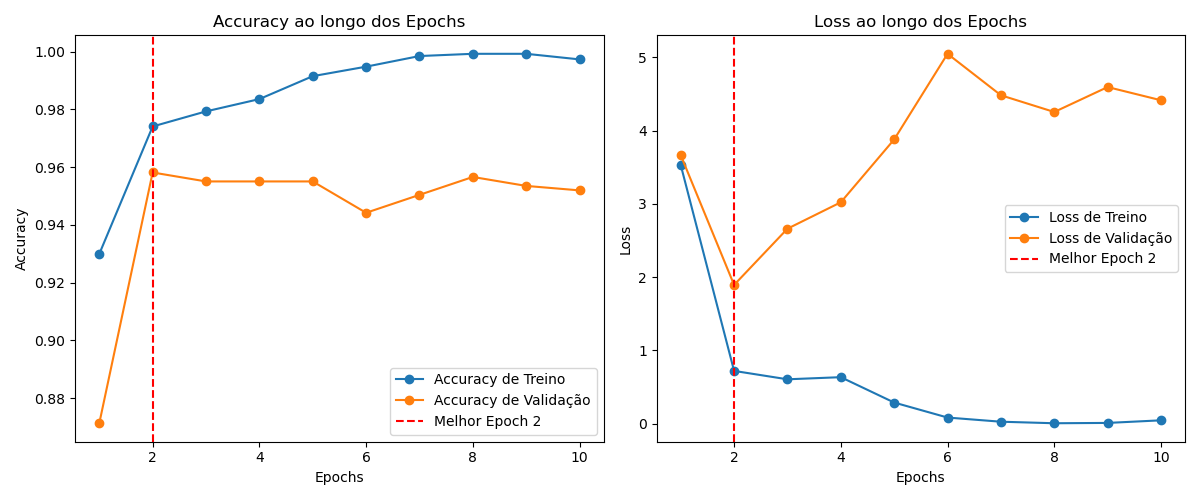 Accuracy ao longo dos Epochs
1.00
0.98
0.96
0.94
0.92
0.90
0.88
Accuracy
2
4
6
8
10
Epochs
Accuracy de Treino
Accuracy de Validação
Melhor Epoch 2
Loss ao longo dos Epochs
5
4
3
2
1
0
Loss
2
4
6
8
10
Epochs
Loss de Treino
Loss de Validação
Melhor Epoch 2